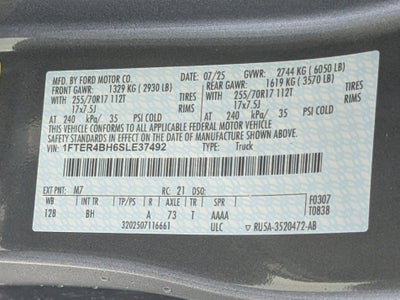 MFD. BY FORD MOTOR CO. 07/25 GVWR: 2744 KG (6050 LB)
FRONT GAWR: 1329 KG (2930 LB) REAR GAWR: 1619 KG (3570 LB)
WITH 255/70R17 112T TIRES WITH 255/70R17 112T TIRES
17x7.5J RIMS 17x7.5J RIMS
AT 240 kPa/ 35 PSI COLD AT 240 kPa/ 35 PSI COLD
THIS VEHICLE CONFORMS TO ALL APPLICABLE FEDERAL MOTOR VEHICLE
SAFETY STANDARDS IN EFFECT ON THE DATE OF MANUFACTURE SHOWN ABOVE.
VIN: 1FTER4BH6SLE37492 TYPE: Truck
EXT PNT: M7 RC: 21 DSO:
WB INT TR TP/PS R AXLE TR SPR F0307
128 BH A 73 T AAAA T0838
3202507116661 ULC RU5A-3520472-AB